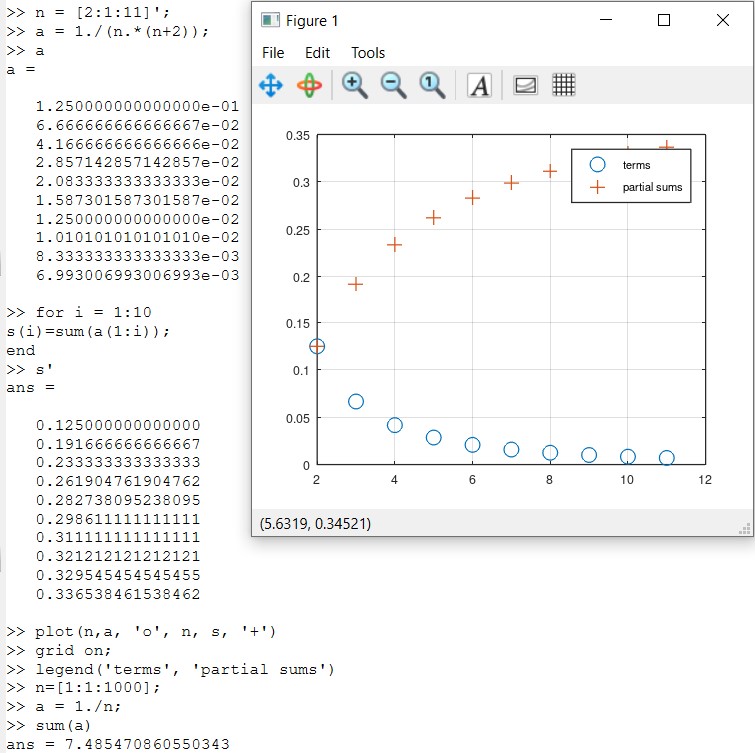 >> n = [2:1:11]';
>> a = 1./(n.*(n+2));
>> a
a =
1.250000000000000e-01
6.666666666666667e-02
4.166666666666666e-02
2.857142857142857e-02
2.083333333333333e-02
1.587301587301587e-02
1.250000000000000e-02
1.010101010101010e-02
8.333333333333333e-03
6.993006993006993e-03
>> for i = 1:10
s(i)=sum(a(1:i));
end
>> s'
ans =
0.125000000000000
0.191666666666667
0.233333333333333
0.261904761904762
0.282738095238095
0.298611111111111
0.311111111111111
0.321212121212121
0.329545454545455
0.336538461538462
>> plot(n,a, 'o', n, s, '+')
>> grid on;
>> legend('terms', 'partial sums')
>> n=[1:1:1000];
>> a = 1./n;
>> sum(a)
ans = 7.485470860550343
Figure 1
File Edit Tools
1 A
0.35
0.3
0.25
0.2
0.15
0.1
0.05
0
2 4 6 8 10 12
terms
partial sums
(5.6319, 0.34521)